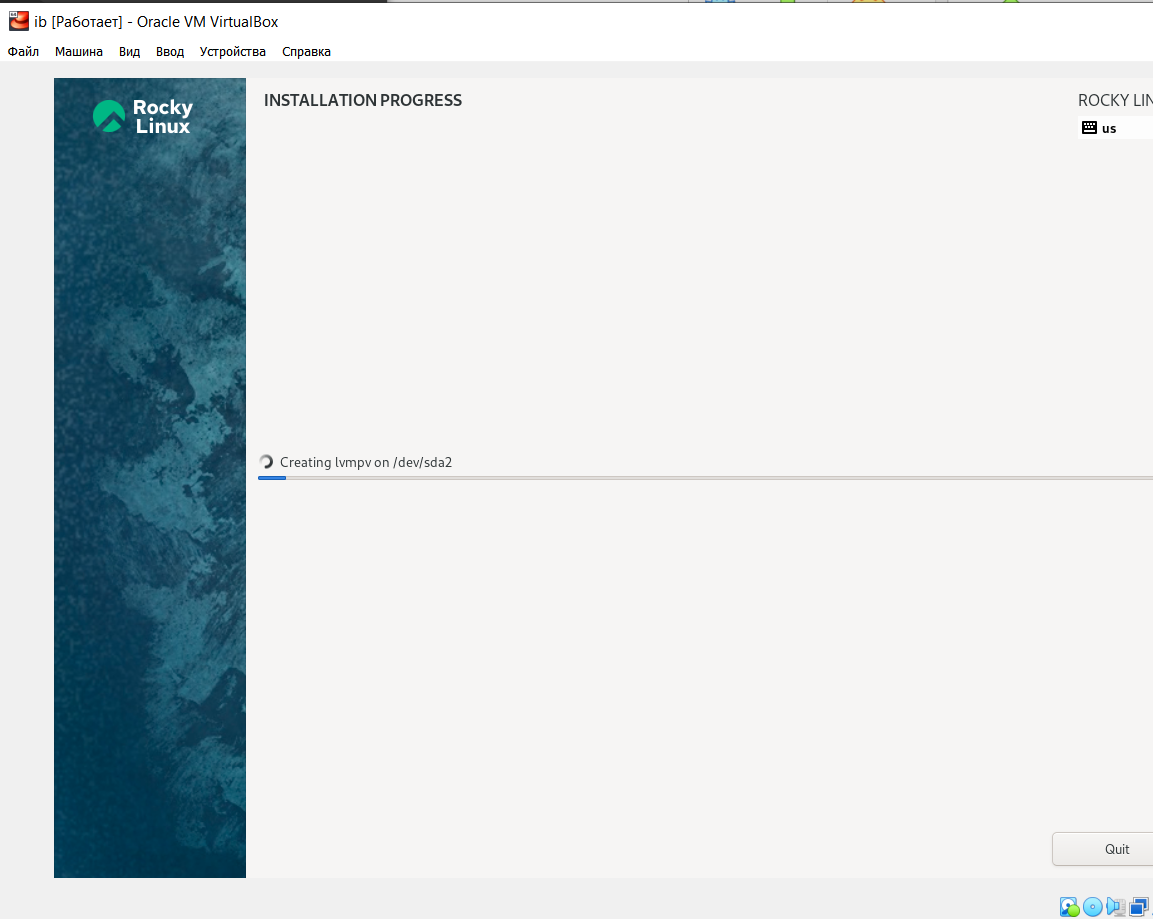 ib [Работает] - Oracle VM VirtualBox
Файл Машина Вид Ввод Устройства Справка
Rocky
Linux
INSTALLATION PROGRESS
ROCKY LIN
us
Creating lvmpv on /dev/sda2
Quit